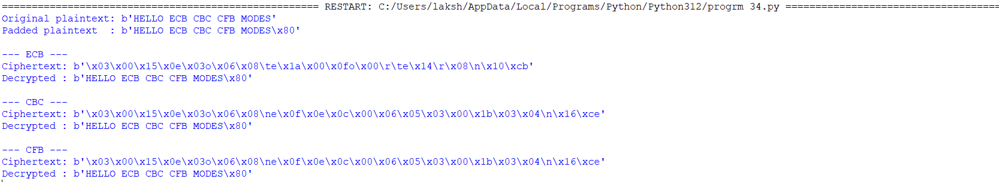 ===================================================== RESTART: C:/Users/laksh/AppData/Local/Programs/Python/Python312/progrm 34.py ====================================
Original plaintext: b'HELLO ECB CBC CFB MODES'
Padded plaintext  : b'HELLO ECB CBC CFB MODES\x80'
--- ECB ---
Ciphertext: b'\x03\x00\x15\x0e\x03o\x06\x08\te\x1a\x00\x0fo\x00\r\te\x14\r\x08\n\x10\xcb'
Decrypted : b'HELLO ECB CBC CFB MODES\x80'
--- CBC ---
Ciphertext: b'\x03\x00\x15\x0e\x03o\x06\x08\ne\x0f\x0e\x0c\x00\x06\x05\x03\x00\x1b\x03\x04\n\x16\xce'
Decrypted : b'HELLO ECB CBC CFB MODES\x80'
--- CFB ---
Ciphertext: b'\x03\x00\x15\x0e\x03o\x06\x08\ne\x0f\x0e\x0c\x00\x06\x05\x03\x00\x1b\x03\x04\n\x16\xce'
Decrypted : b'HELLO ECB CBC CFB MODES\x80'